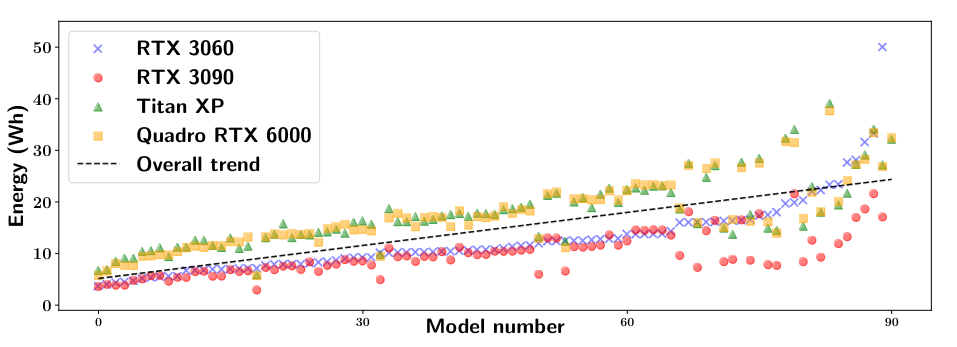 RTX 3060
RTX 3090
Titan XP
Quadro RTX 6000
Overall trend
Energy (Wh)
50
40
30
20
10
0
0 30 60 90
Model number